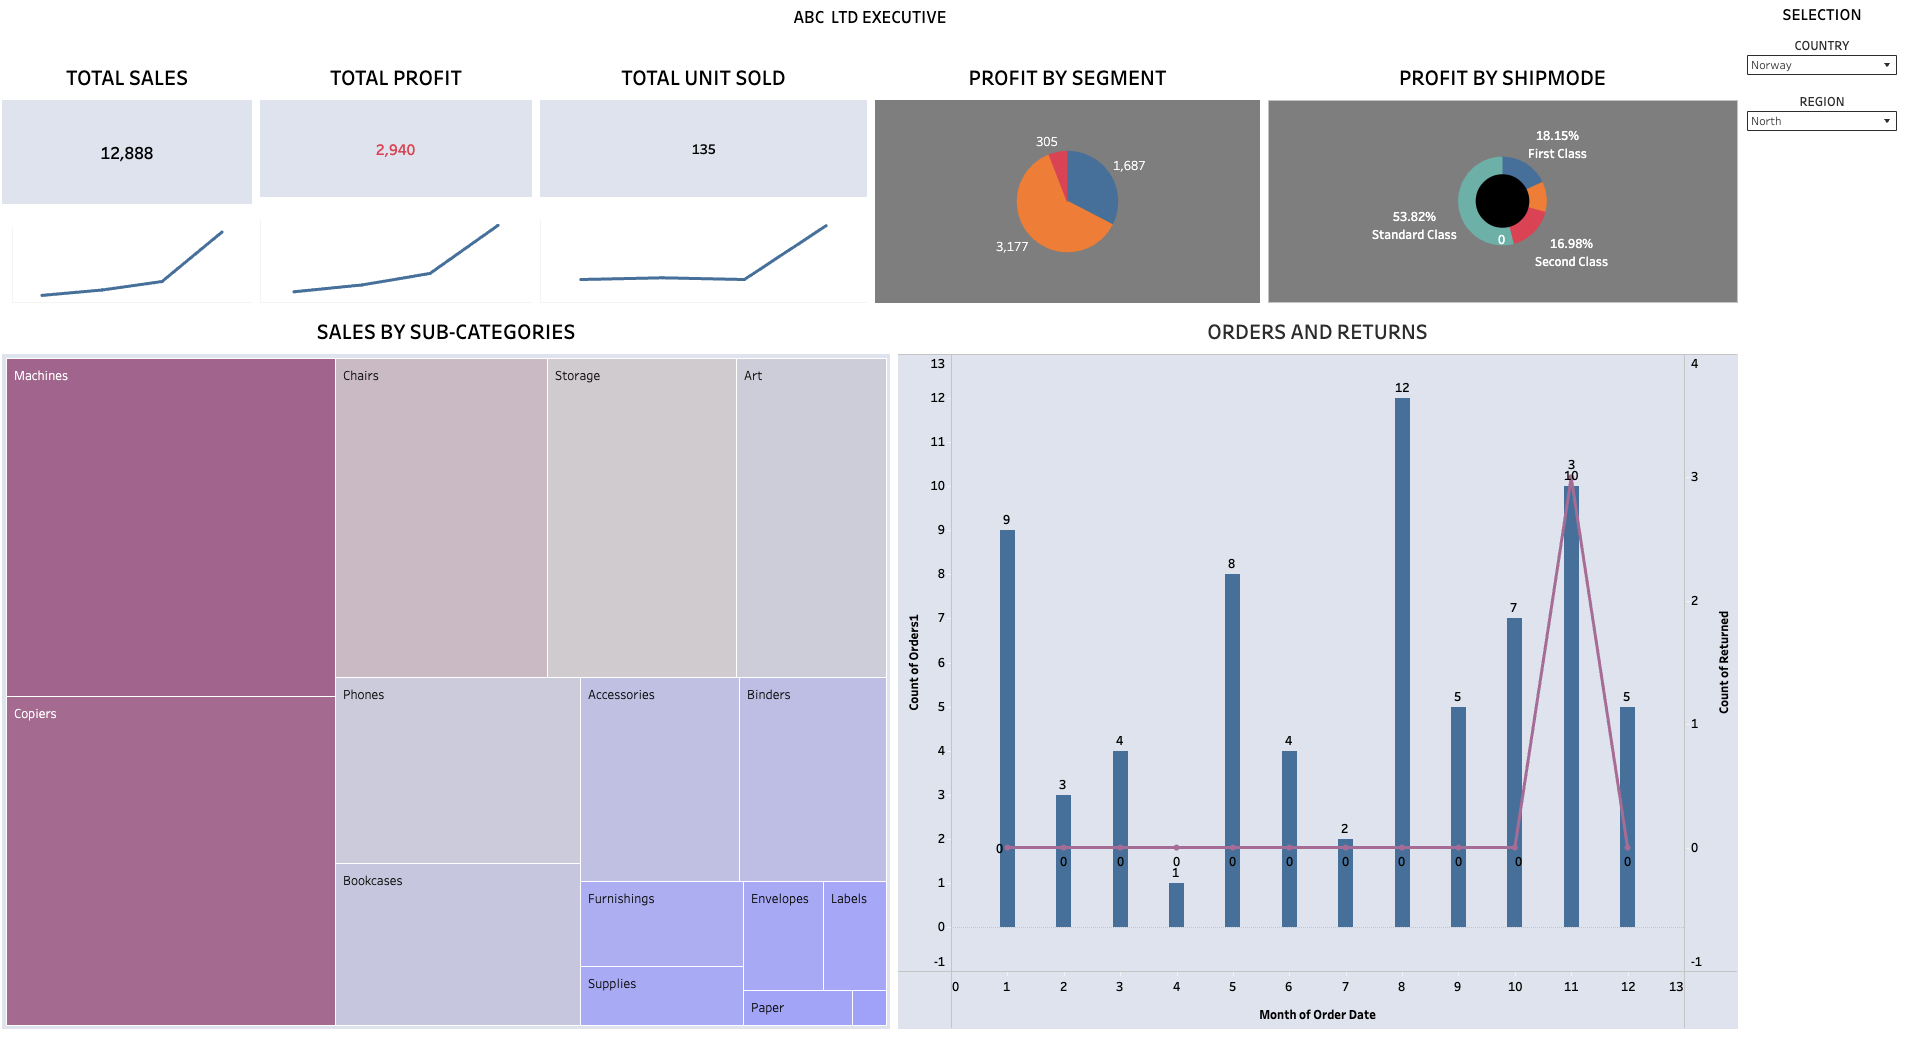 ABC LTD EXECUTIVE
SELECTION
COUNTRY
Norway
REGION
North
TOTAL SALES
TOTAL PROFIT
TOTAL UNIT SOLD
PROFIT BY SEGMENT
PROFIT BY SHIPMODE
12,888
2,940
135
305
1,687
3,177
18.15%
First Class
53.82%
Standard Class
0
16.98%
Second Class
SALES BY SUB-CATEGORIES
Machines
Chairs
Storage
Art
Copiers
Phones
Accessories
Binders
Bookcases
Furnishings
Envelopes
Labels
Supplies
Paper
ORDERS AND RETURNS
Count of Orders1
13
12
11
10
9
8
7
6
5
4
3
2
1
0
-1
9
3
4
1
8
4
2
12
5
7
10
5
0
0
0
0
0
0
0
0
0
0
3
0
4
3
2
1
0
-1
Count of Returned
0
1
2
3
4
5
6
7
8
9
10
11
12
13
Month of Order Date